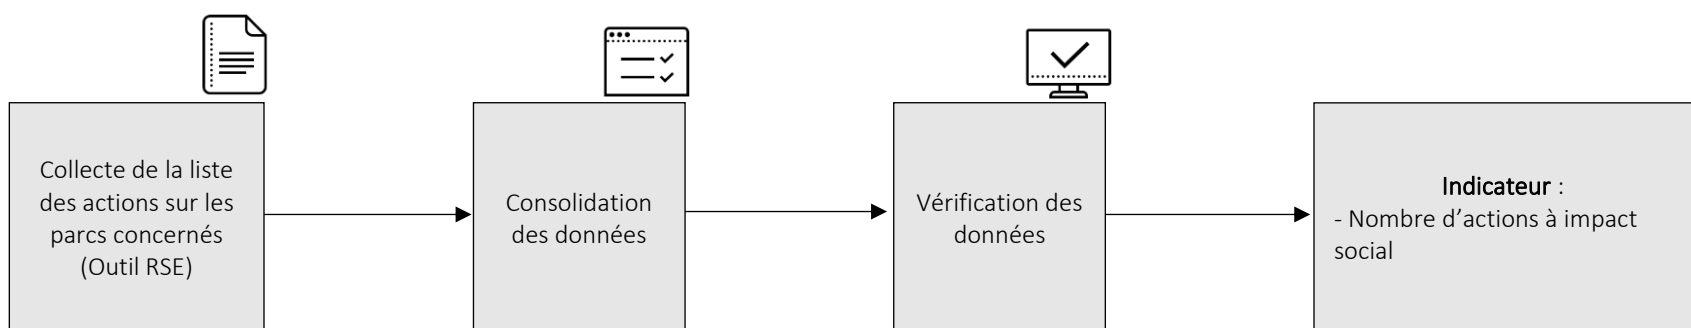 Collecte de la liste
des actions sur les
parcs concernés
(Outil RSE)
Consolidation
des données
Vérification des
données
Indicateur :
- Nombre d’actions à impact
social